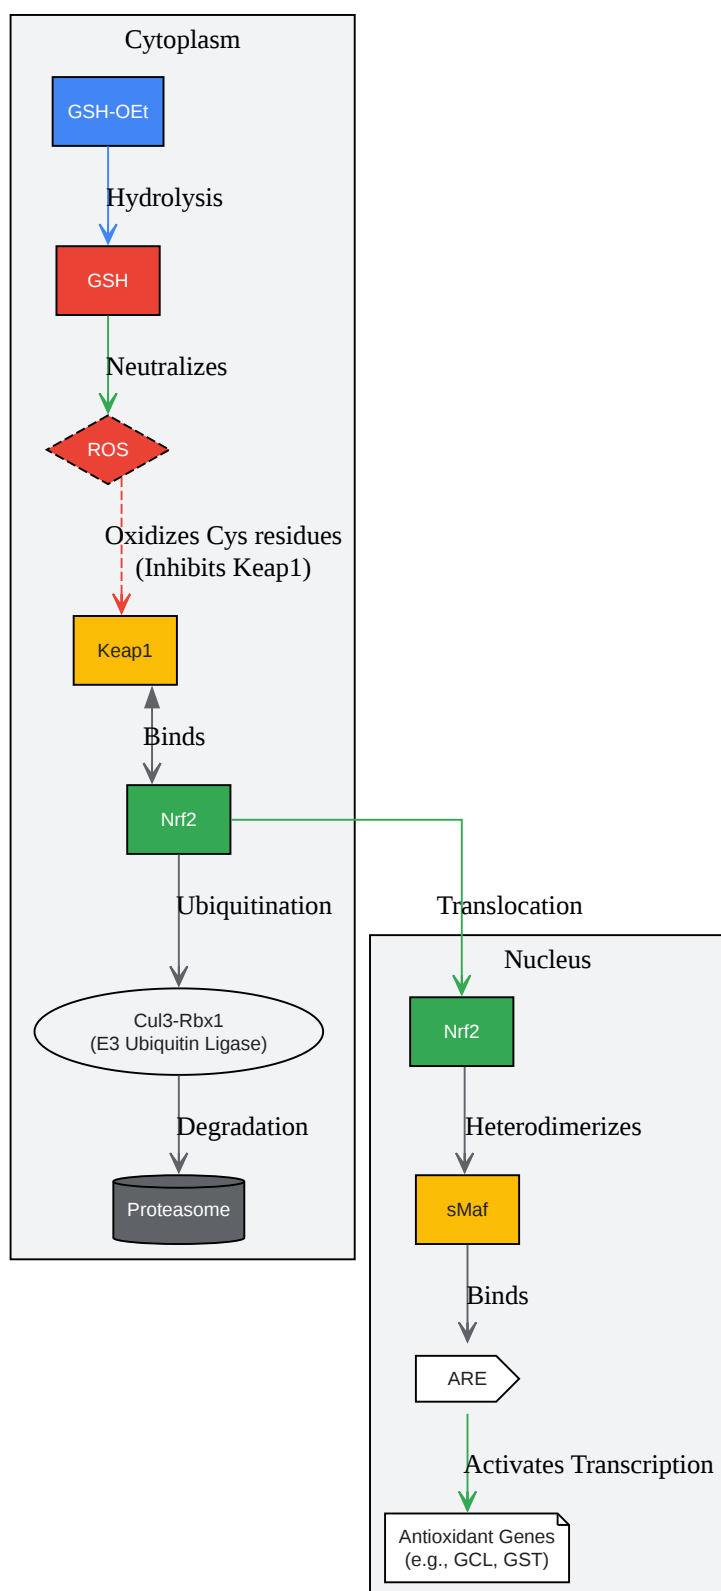 Cytoplasm
GSH-OEt
Hydrolysis
GSH
Neutralizes
ROS
Oxidizes Cys residues
(Inhibits Keap1)
Keap1
Binds
Nrf2
Ubiquitination
Cul3-Rbx1
(E3 Ubiquitin Ligase)
Degradation
Proteasome
Translocation
Nucleus
Nrf2
Heterodimerizes
sMaf
Binds
ARE
Activates Transcription
Antioxidant Genes
(e.g., GCL, GST)